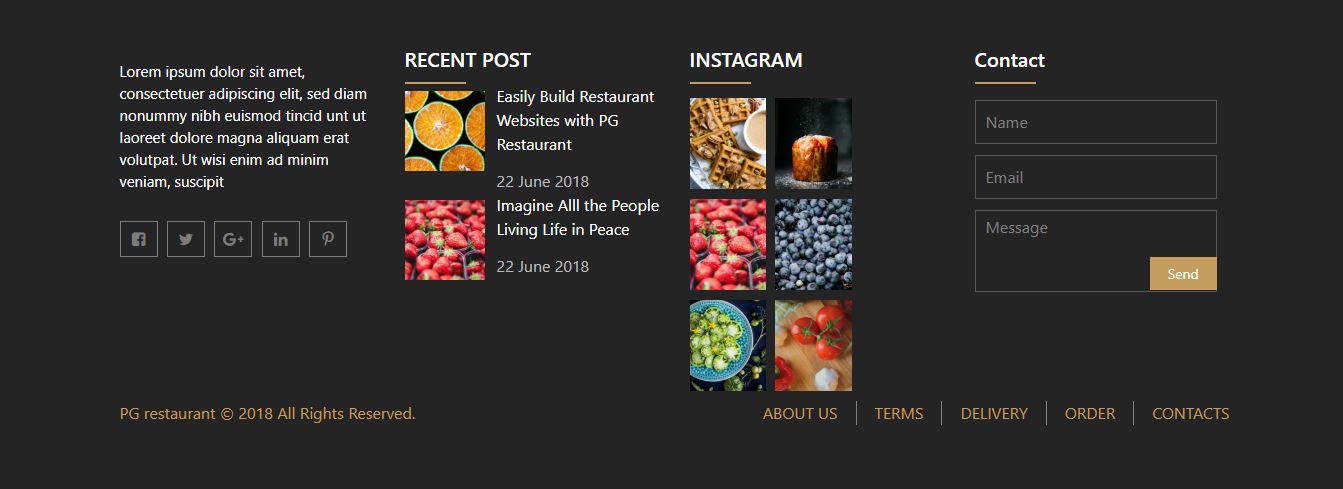 Lorem ipsum dolor sit amet,
consectetuer adipiscing elit, sed diam
nonummy nibh euismod tincid unt ut
laoreet dolore magna aliquam erat
volutpat. Ut wisi enim ad minim
veniam, suscipit
RECENT POST
Easily Build Restaurant
Websites with PG
Restaurant
22 June 2018
Imagine Alll the People
Living Life in Peace
22 June 2018
INSTAGRAM
Contact
Name
Email
Message
Send
PG restaurant © 2018 All Rights Reserved.
ABOUT US TERMS DELIVERY ORDER CONTACTS